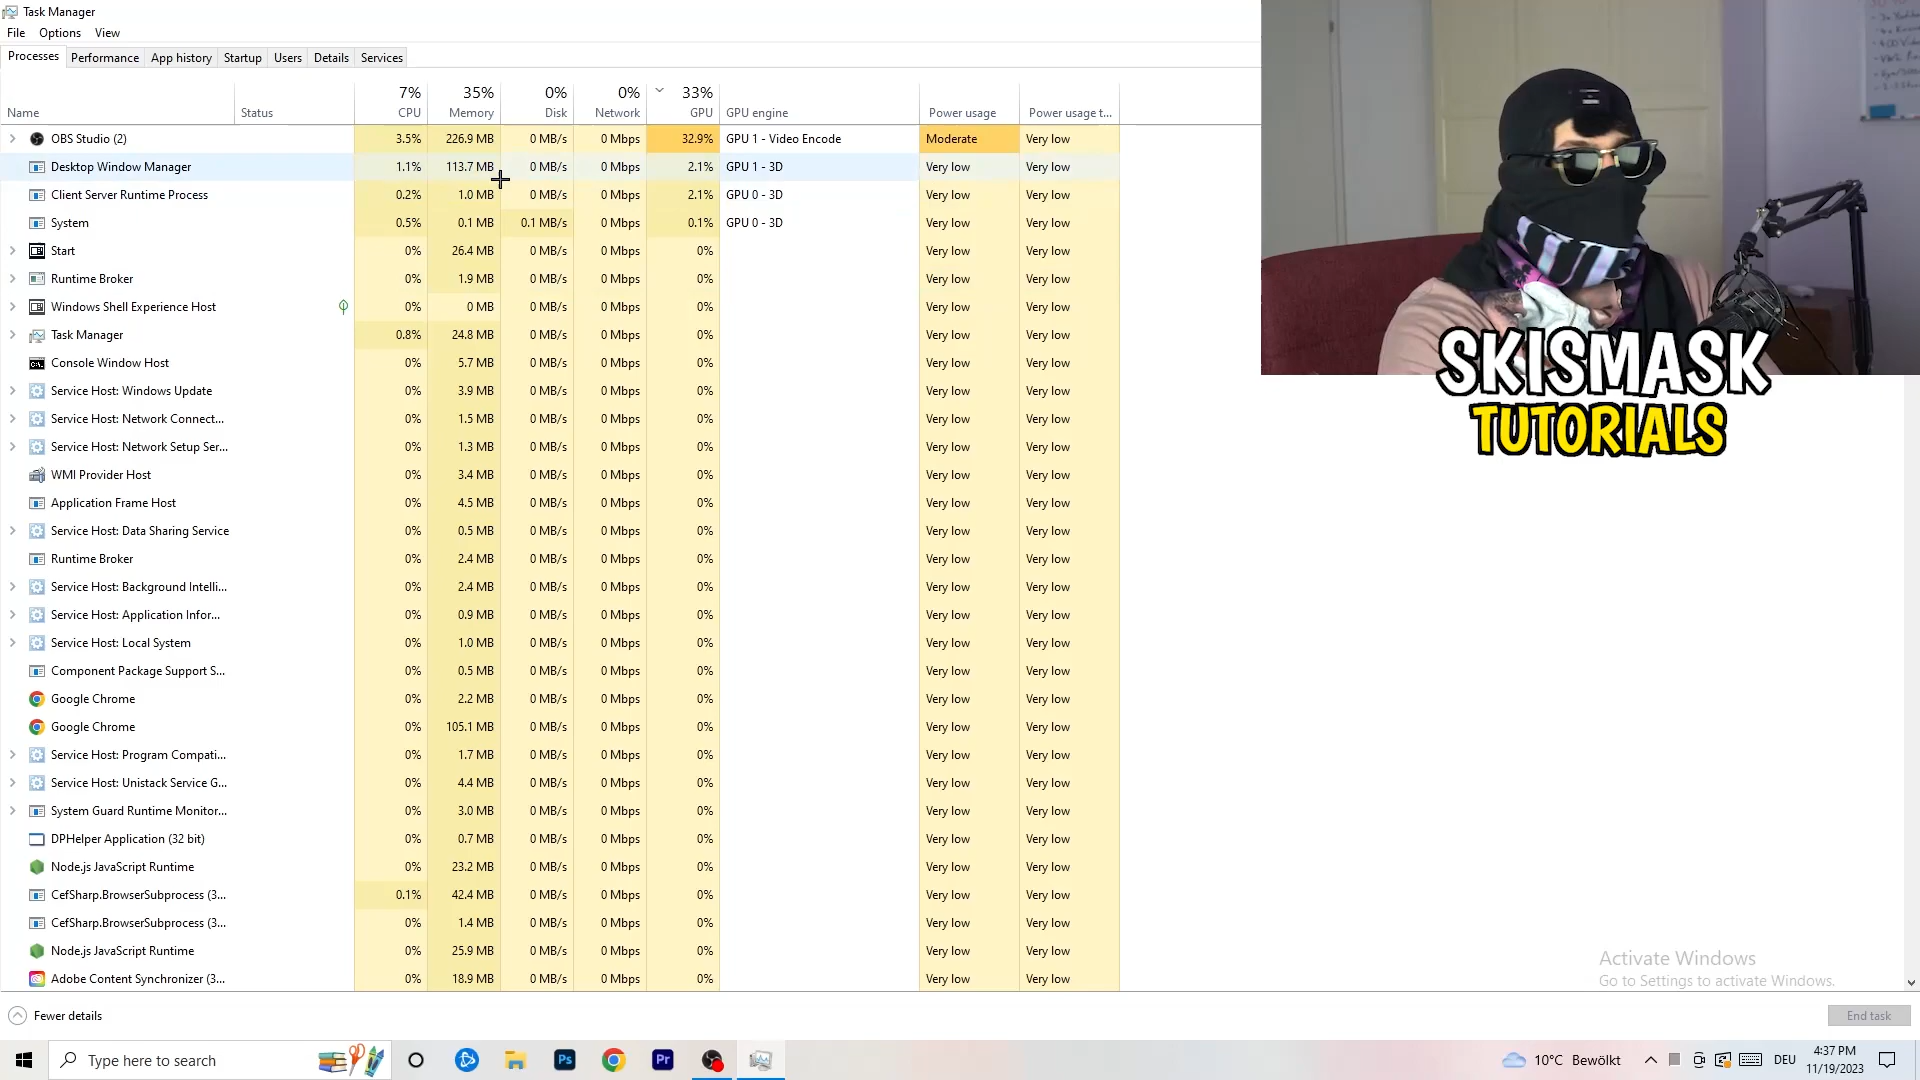 Task Manager
File Options View
Processes Performance App history Startup Users Details Services
7% 35% 0% 0% 33%
Name Status CPU Memory Disk Network GPU GPU engine Power usage Power usage t...
OBS Studio (2) 3.5% 226.9 MB 0 MB/s 0 Mbps 32.9% GPU 1 - Video Encode Moderate Very low
Desktop Window Manager 1.1% 113.7 MB 0 MB/s 0 Mbps 2.1% GPU 1 - 3D Very low Very low
Client Server Runtime Process 0.2% 1.0 MB 0 MB/s 0 Mbps 2.1% GPU 0 - 3D Very low Very low
System 0.5% 0.1 MB 0.1 MB/s 0 Mbps 0.1% GPU 0 - 3D Very low Very low
Start 0% 26.4 MB 0 MB/s 0 Mbps 0% Very low Very low
Runtime Broker 0% 1.9 MB 0 MB/s 0 Mbps 0% Very low Very low
Windows Shell Experience Host 0% 0 MB 0 MB/s 0 Mbps 0% Very low Very low
Task Manager 0.8% 24.8 MB 0 MB/s 0 Mbps 0% Very low Very low
Console Window Host 0% 5.7 MB 0 MB/s 0 Mbps 0% Very low Very low
Service Host: Windows Update 0% 3.9 MB 0 MB/s 0 Mbps 0% Very low Very low
Service Host: Network Connect... 0% 1.5 MB 0 MB/s 0 Mbps 0% Very low Very low
Service Host: Network Setup Ser... 0% 1.3 MB 0 MB/s 0 Mbps 0% Very low Very low
WMI Provider Host 0% 3.4 MB 0 MB/s 0 Mbps 0% Very low Very low
Application Frame Host 0% 4.5 MB 0 MB/s 0 Mbps 0% Very low Very low
Service Host: Data Sharing Service 0% 0.5 MB 0 MB/s 0 Mbps 0% Very low Very low
Runtime Broker 0% 2.4 MB 0 MB/s 0 Mbps 0% Very low Very low
Service Host: Background Intelli... 0% 2.4 MB 0 MB/s 0 Mbps 0% Very low Very low
Service Host: Application Infor... 0% 0.9 MB 0 MB/s 0 Mbps 0% Very low Very low
Service Host: Local System 0% 1.0 MB 0 MB/s 0 Mbps 0% Very low Very low
Component Package Support S... 0% 0.5 MB 0 MB/s 0 Mbps 0% Very low Very low
Google Chrome 0% 2.2 MB 0 MB/s 0 Mbps 0% Very low Very low
Google Chrome 0% 105.1 MB 0 MB/s 0 Mbps 0% Very low Very low
Service Host: Program Compati... 0% 1.7 MB 0 MB/s 0 Mbps 0% Very low Very low
Service Host: Unistack Service G... 0% 4.4 MB 0 MB/s 0 Mbps 0% Very low Very low
System Guard Runtime Monitor... 0% 3.0 MB 0 MB/s 0 Mbps 0% Very low Very low
DPHelper Application (32 bit) 0% 0.7 MB 0 MB/s 0 Mbps 0% Very low Very low
Node.js JavaScript Runtime 0% 23.2 MB 0 MB/s 0 Mbps 0% Very low Very low
CefSharp.BrowserSubprocess (3... 0.1% 42.4 MB 0 MB/s 0 Mbps 0% Very low Very low
CefSharp.BrowserSubprocess (3... 0% 1.4 MB 0 MB/s 0 Mbps 0% Very low Very low
Node.js JavaScript Runtime 0% 25.9 MB 0 MB/s 0 Mbps 0% Very low Very low
Adobe Content Synchronizer (3... 0% 18.9 MB 0 MB/s 0 Mbps 0% Very low Very low
SKISMASK
TUTORIALS
Activate Windows
Go to Settings to activate Windows.
Fewer details End task
Type here to search Ps Pr 10°C Bewölkt DEU 4:37 PM
11/19/2023